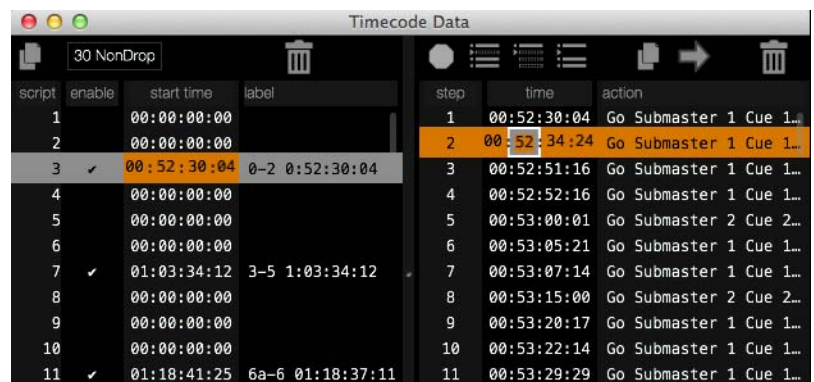 Timecode Data
30 NonDrop
script enable start time label
1 00:00:00:00
2 00:00:00:00
3 ✔ 00:52:30:04 0-2 0:52:30:04
4 00:00:00:00
5 00:00:00:00
6 00:00:00:00
7 ✔ 01:03:34:12 3-5 1:03:34:12
8 00:00:00:00
9 00:00:00:00
10 00:00:00:00
11 ✔ 01:18:41:25 6a-6 01:18:37:11
step time action
1 00:52:30:04 Go Submaster 1 Cue 1…
2 00:52:34:24 Go Submaster 1 Cue 1…
3 00:52:51:16 Go Submaster 1 Cue 1…
4 00:52:52:16 Go Submaster 1 Cue 1…
5 00:53:00:01 Go Submaster 2 Cue 2…
6 00:53:05:21 Go Submaster 1 Cue 1…
7 00:53:07:14 Go Submaster 1 Cue 1…
8 00:53:15:00 Go Submaster 2 Cue 2…
9 00:53:20:17 Go Submaster 1 Cue 1…
10 00:53:22:14 Go Submaster 1 Cue 1…
11 00:53:29:29 Go Submaster 1 Cue 1…